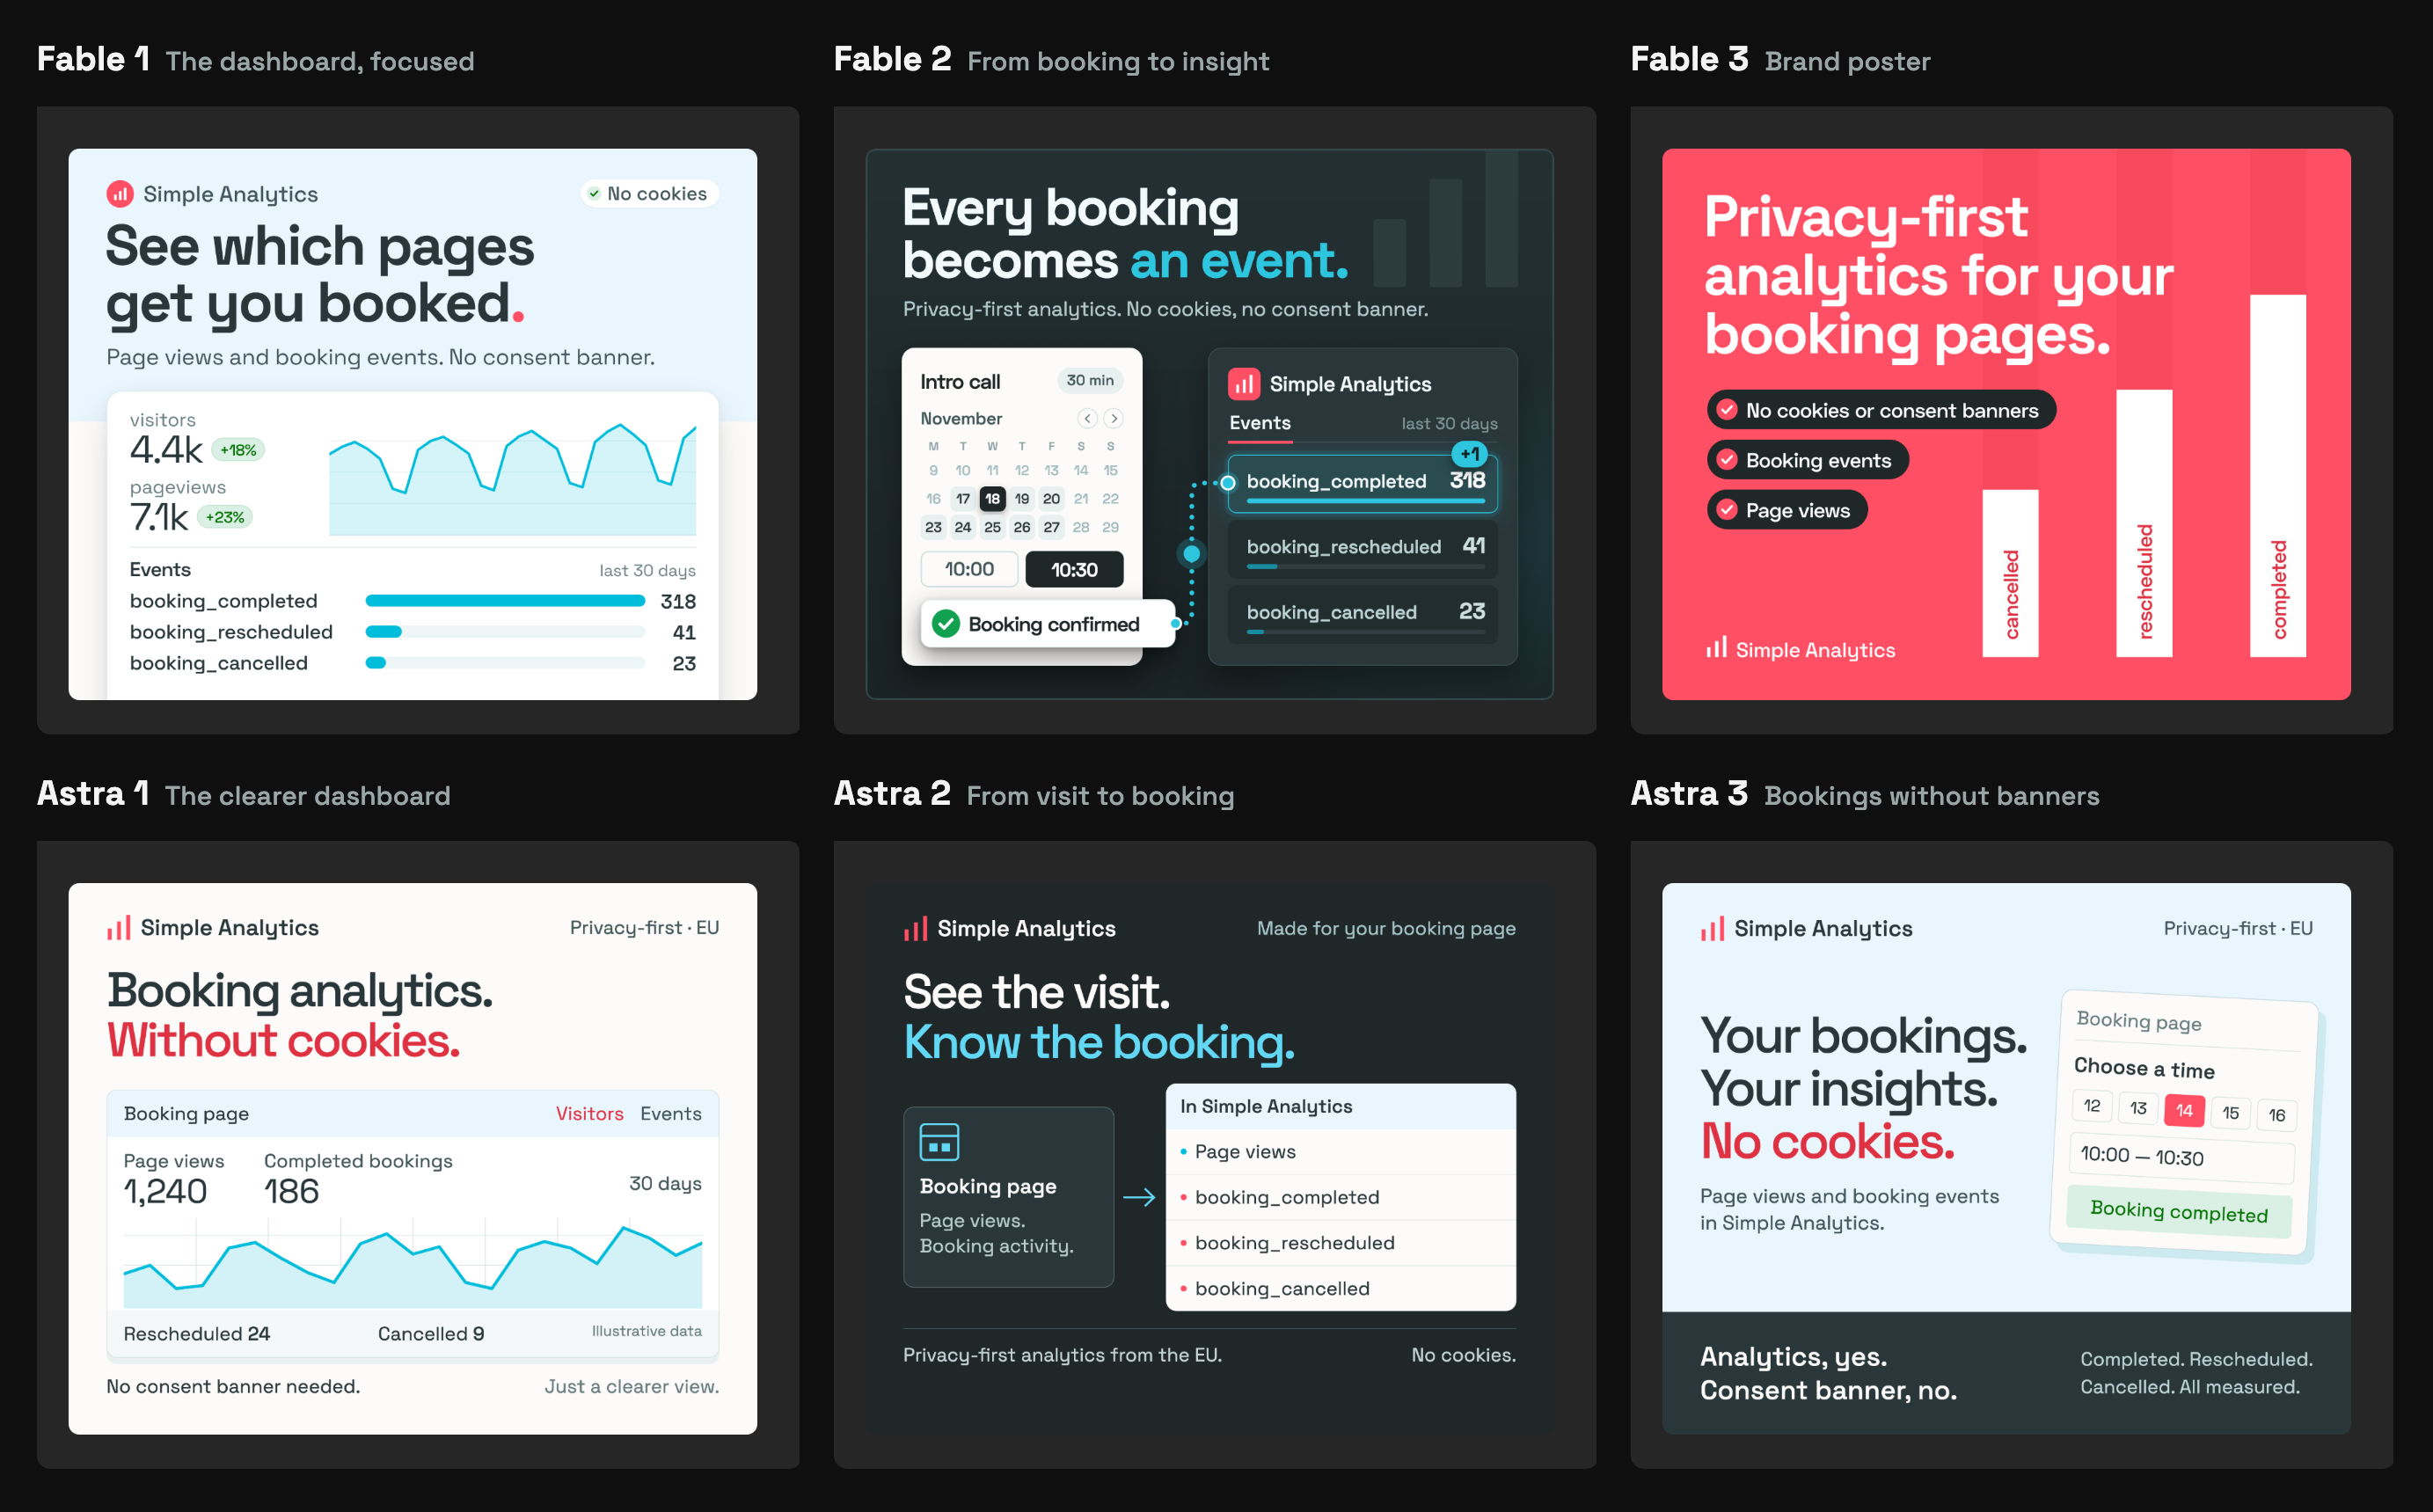 Fable 1 The dashboard, focused
Simple Analytics
No cookies
See which pages
get you booked.
Page views and booking events. No consent banner.
visitors
4.4k +18%
pageviews
7.1k +23%
Events last 30 days
booking_completed 318
booking_rescheduled 41
booking_cancelled 23
Fable 2 From booking to insight
Every booking
becomes an event.
Privacy-first analytics. No cookies, no consent banner.
Intro call 30 min
November
M T W T F S S
9 10 11 12 13 14 15
16 17 18 19 20 21 22
23 24 25 26 27 28 29
10:00 10:30
Booking confirmed
Simple Analytics
Events last 30 days
+1
booking_completed 318
booking_rescheduled 41
booking_cancelled 23
Fable 3 Brand poster
Privacy-first
analytics for your
booking pages.
No cookies or consent banners
Booking events
Page views
cancelled
rescheduled
completed
Simple Analytics
Astra 1 The clearer dashboard
Simple Analytics Privacy-first · EU
Booking analytics.
Without cookies.
Booking page Visitors Events
Page views Completed bookings
1,240 186 30 days
Rescheduled 24 Cancelled 9 Illustrative data
No consent banner needed. Just a clearer view.
Astra 2 From visit to booking
Simple Analytics Made for your booking page
See the visit.
Know the booking.
Booking page
Page views.
Booking activity.
In Simple Analytics
Page views
booking_completed
booking_rescheduled
booking_cancelled
Privacy-first analytics from the EU. No cookies.
Astra 3 Bookings without banners
Simple Analytics Privacy-first · EU
Your bookings.
Your insights.
No cookies.
Page views and booking events
in Simple Analytics.
Booking page
Choose a time
12 13 14 15 16
10:00 — 10:30
Booking completed
Analytics, yes.
Consent banner, no.
Completed. Rescheduled.
Cancelled. All measured.